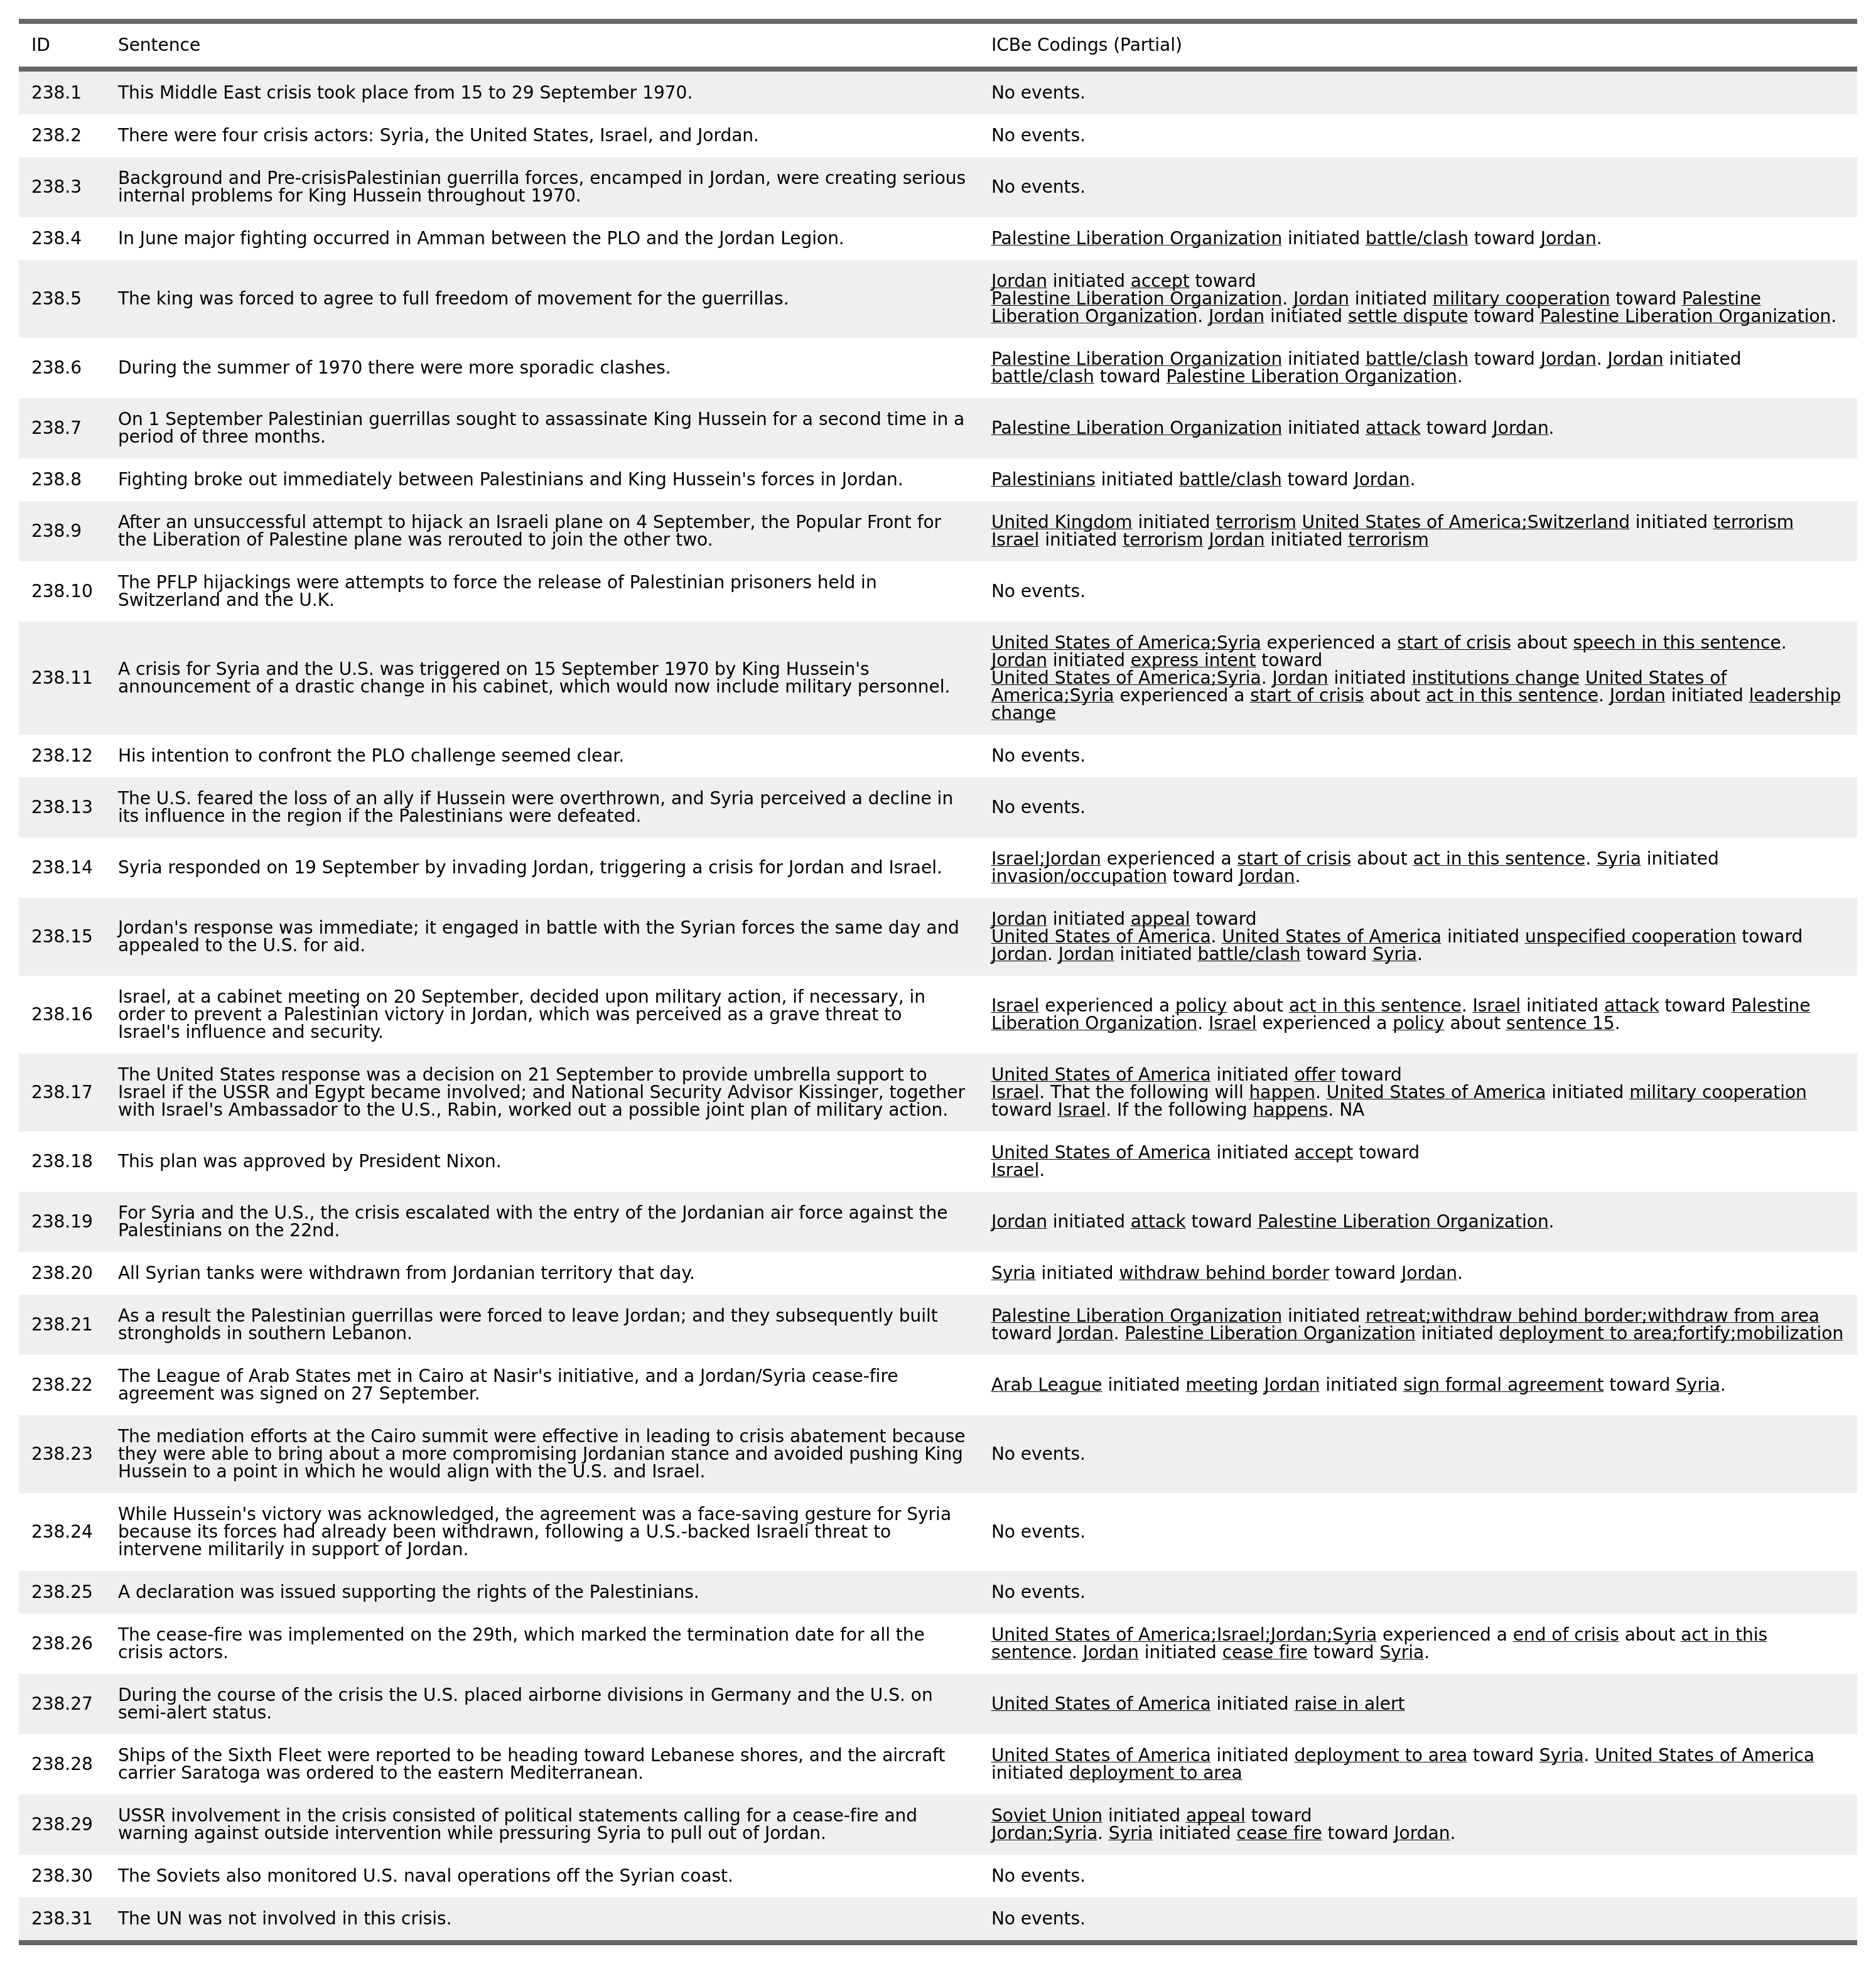 ID Sentence ICBe Codings (Partial)
238.1 This Middle East crisis took place from 15 to 29 September 1970. No events.
238.2 There were four crisis actors: Syria, the United States, Israel, and Jordan. No events.
238.3 Background and Pre-crisisPalestinian guerrilla forces, encamped in Jordan, were creating serious
internal problems for King Hussein throughout 1970.
No events.
238.4 In June major fighting occurred in Amman between the PLO and the Jordan Legion. Palestine Liberation Organization initiated battle/clash toward Jordan.
238.5 The king was forced to agree to full freedom of movement for the guerrillas.
Jordan initiated accept toward
Palestine Liberation Organization. Jordan initiated military cooperation toward Palestine
Liberation Organization. Jordan initiated settle dispute toward Palestine Liberation Organization.
238.6 During the summer of 1970 there were more sporadic clashes.
Palestine Liberation Organization initiated battle/clash toward Jordan. Jordan initiated
battle/clash toward Palestine Liberation Organization.
238.7 On 1 September Palestinian guerrillas sought to assassinate King Hussein for a second time in a
period of three months.
Palestine Liberation Organization initiated attack toward Jordan.
238.8 Fighting broke out immediately between Palestinians and King Hussein's forces in Jordan. Palestinians initiated battle/clash toward Jordan.
238.9 After an unsuccessful attempt to hijack an Israeli plane on 4 September, the Popular Front for
the Liberation of Palestine plane was rerouted to join the other two.
United Kingdom initiated terrorism United States of America;Switzerland initiated terrorism
Israel initiated terrorism Jordan initiated terrorism
238.10 The PFLP hijackings were attempts to force the release of Palestinian prisoners held in
Switzerland and the U.K.
No events.
238.11 A crisis for Syria and the U.S. was triggered on 15 September 1970 by King Hussein's
announcement of a drastic change in his cabinet, which would now include military personnel.
United States of America;Syria experienced a start of crisis about speech in this sentence.
Jordan initiated express intent toward
United States of America;Syria. Jordan initiated institutions change United States of
America;Syria experienced a start of crisis about act in this sentence. Jordan initiated leadership
change
238.12 His intention to confront the PLO challenge seemed clear. No events.
238.13 The U.S. feared the loss of an ally if Hussein were overthrown, and Syria perceived a decline in
its influence in the region if the Palestinians were defeated.
No events.
238.14 Syria responded on 19 September by invading Jordan, triggering a crisis for Jordan and Israel.
Israel;Jordan experienced a start of crisis about act in this sentence. Syria initiated
invasion/occupation toward Jordan.
238.15 Jordan's response was immediate; it engaged in battle with the Syrian forces the same day and
appealed to the U.S. for aid.
Jordan initiated appeal toward
United States of America. United States of America initiated unspecified cooperation toward
Jordan. Jordan initiated battle/clash toward Syria.
238.16 Israel, at a cabinet meeting on 20 September, decided upon military action, if necessary, in
order to prevent a Palestinian victory in Jordan, which was perceived as a grave threat to
Israel's influence and security.
Israel experienced a policy about act in this sentence. Israel initiated attack toward Palestine
Liberation Organization. Israel experienced a policy about sentence 15.
238.17 The United States response was a decision on 21 September to provide umbrella support to
Israel if the USSR and Egypt became involved; and National Security Advisor Kissinger, together
with Israel's Ambassador to the U.S., Rabin, worked out a possible joint plan of military action.
United States of America initiated offer toward
Israel. That the following will happen. United States of America initiated military cooperation
toward Israel. If the following happens. NA
238.18 This plan was approved by President Nixon.
United States of America initiated accept toward
Israel.
238.19 For Syria and the U.S., the crisis escalated with the entry of the Jordanian air force against the
Palestinians on the 22nd.
Jordan initiated attack toward Palestine Liberation Organization.
238.20 All Syrian tanks were withdrawn from Jordanian territory that day. Syria initiated withdraw behind border toward Jordan.
238.21 As a result the Palestinian guerrillas were forced to leave Jordan; and they subsequently built
strongholds in southern Lebanon.
Palestine Liberation Organization initiated retreat;withdraw behind border;withdraw from area
toward Jordan. Palestine Liberation Organization initiated deployment to area;fortify;mobilization
238.22 The League of Arab States met in Cairo at Nasir's initiative, and a Jordan/Syria cease-fire
agreement was signed on 27 September.
Arab League initiated meeting Jordan initiated sign formal agreement toward Syria.
238.23 The mediation efforts at the Cairo summit were effective in leading to crisis abatement because
they were able to bring about a more compromising Jordanian stance and avoided pushing King
Hussein to a point in which he would align with the U.S. and Israel.
No events.
238.24 While Hussein's victory was acknowledged, the agreement was a face-saving gesture for Syria
because its forces had already been withdrawn, following a U.S.-backed Israeli threat to
intervene militarily in support of Jordan.
No events.
238.25 A declaration was issued supporting the rights of the Palestinians. No events.
238.26 The cease-fire was implemented on the 29th, which marked the termination date for all the
crisis actors.
United States of America;Israel;Jordan;Syria experienced a end of crisis about act in this
sentence. Jordan initiated cease fire toward Syria.
238.27 During the course of the crisis the U.S. placed airborne divisions in Germany and the U.S. on
semi-alert status.
United States of America initiated raise in alert
238.28 Ships of the Sixth Fleet were reported to be heading toward Lebanese shores, and the aircraft
carrier Saratoga was ordered to the eastern Mediterranean.
United States of America initiated deployment to area toward Syria. United States of America
initiated deployment to area
238.29 USSR involvement in the crisis consisted of political statements calling for a cease-fire and
warning against outside intervention while pressuring Syria to pull out of Jordan.
Soviet Union initiated appeal toward
Jordan;Syria. Syria initiated cease fire toward Jordan.
238.30 The Soviets also monitored U.S. naval operations off the Syrian coast. No events.
238.31 The UN was not involved in this crisis. No events.